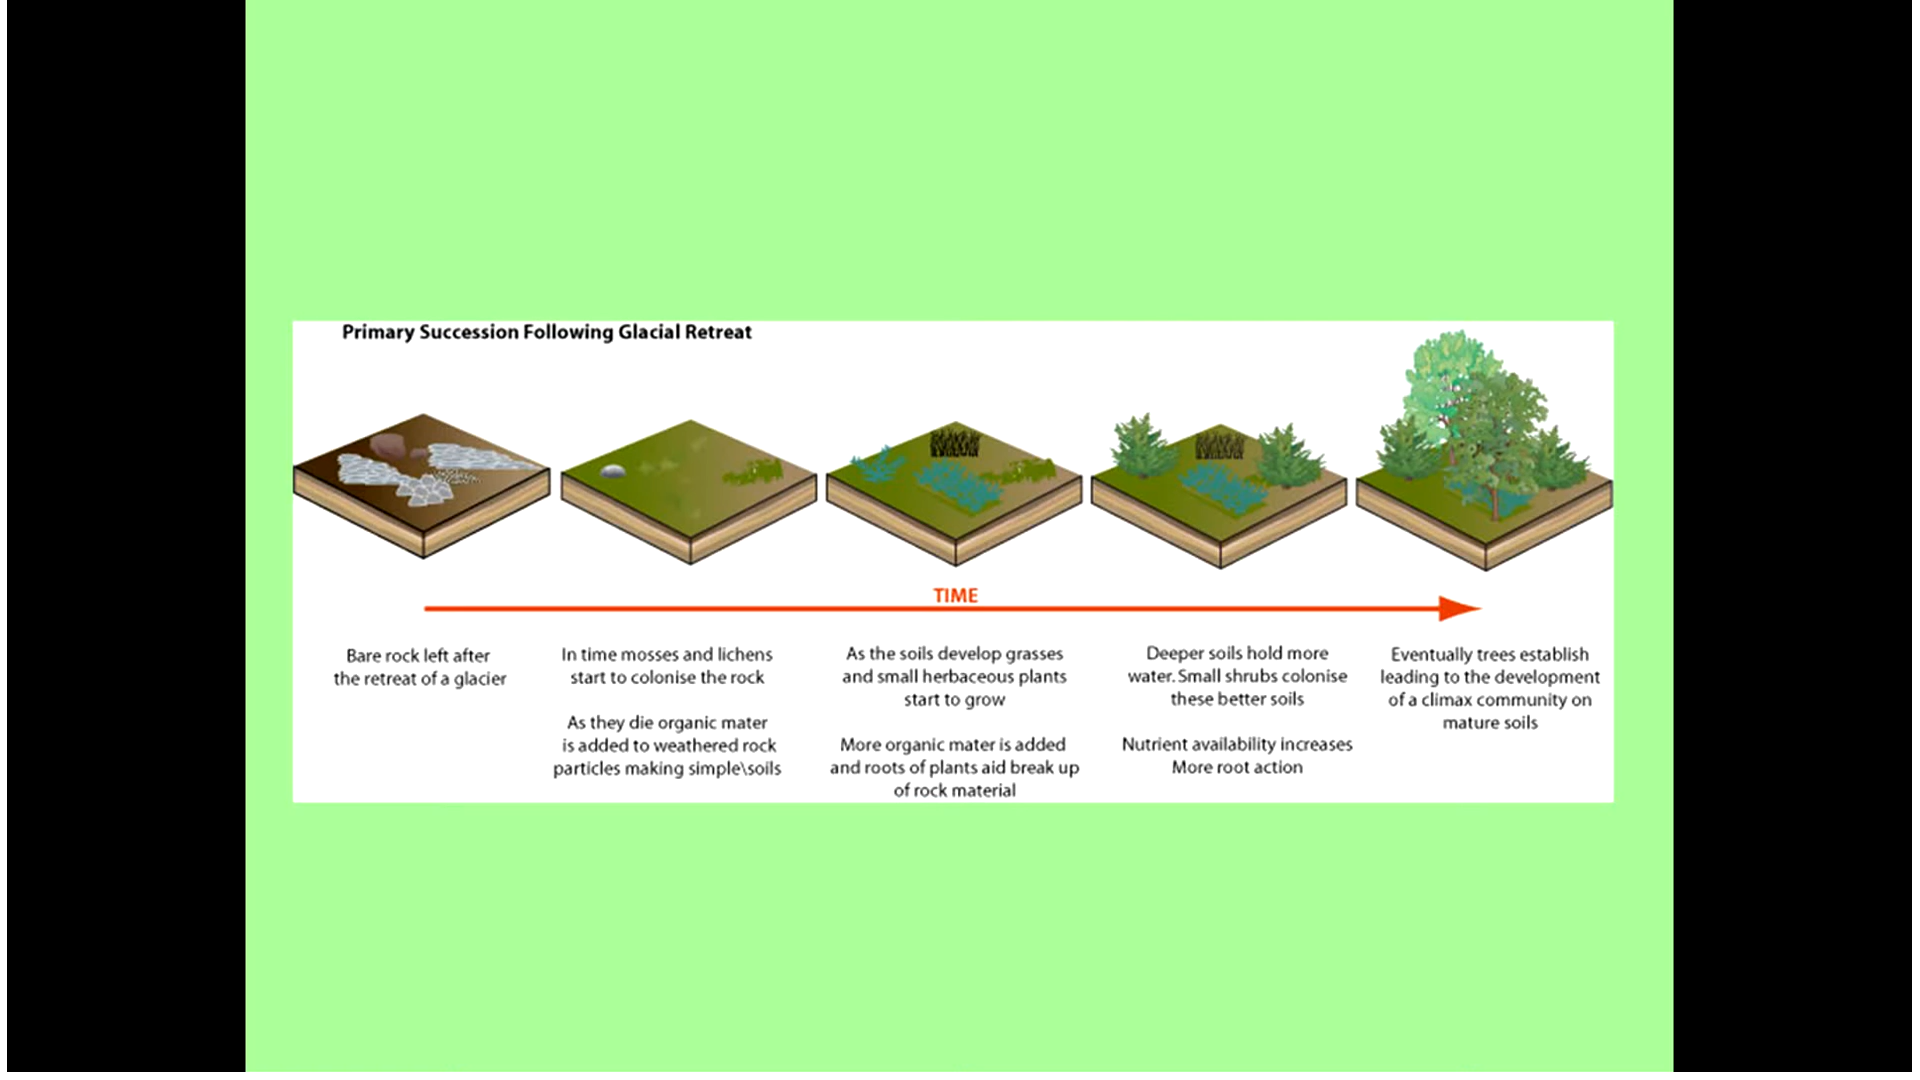 Primary Succession Following Glacial Retreat
TIME
Bare rock left after
the retreat of a glacier
In time mosses and lichens
start to colonise the rock
As they die organic mater
is added to weathered rock
particles making simple\soils
As the soils develop grasses
and small herbaceous plants
start to grow
More organic mater is added
and roots of plants aid break up
of rock material
Deeper soils hold more
water. Small shrubs colonise
these better soils
Nutrient availability increases
More root action
Eventually trees establish
leading to the development
of a climax community on
mature soils